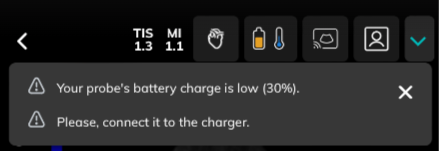 TIS MI
1.3 1.1
Your probe's battery charge is low (30%).
Please, connect it to the charger.